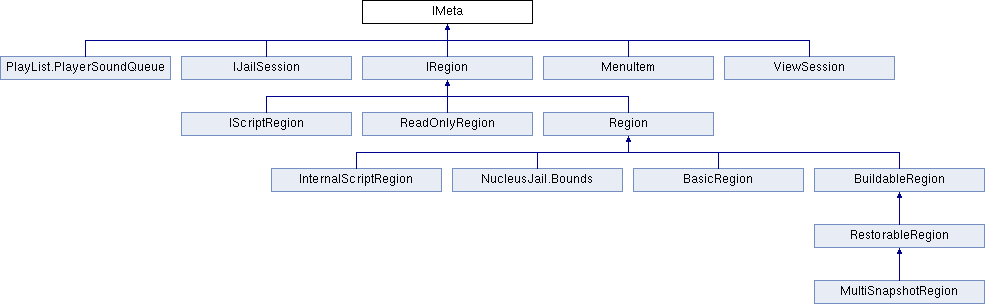 IMeta
PlayList.PlayerSoundQueue
IJailSession
IRegion
MenuItem
ViewSession
IScriptRegion
ReadOnlyRegion
Region
InternalScriptRegion
NucleusJail.Bounds
BasicRegion
BuildableRegion
RestorableRegion
MultiSnapshotRegion